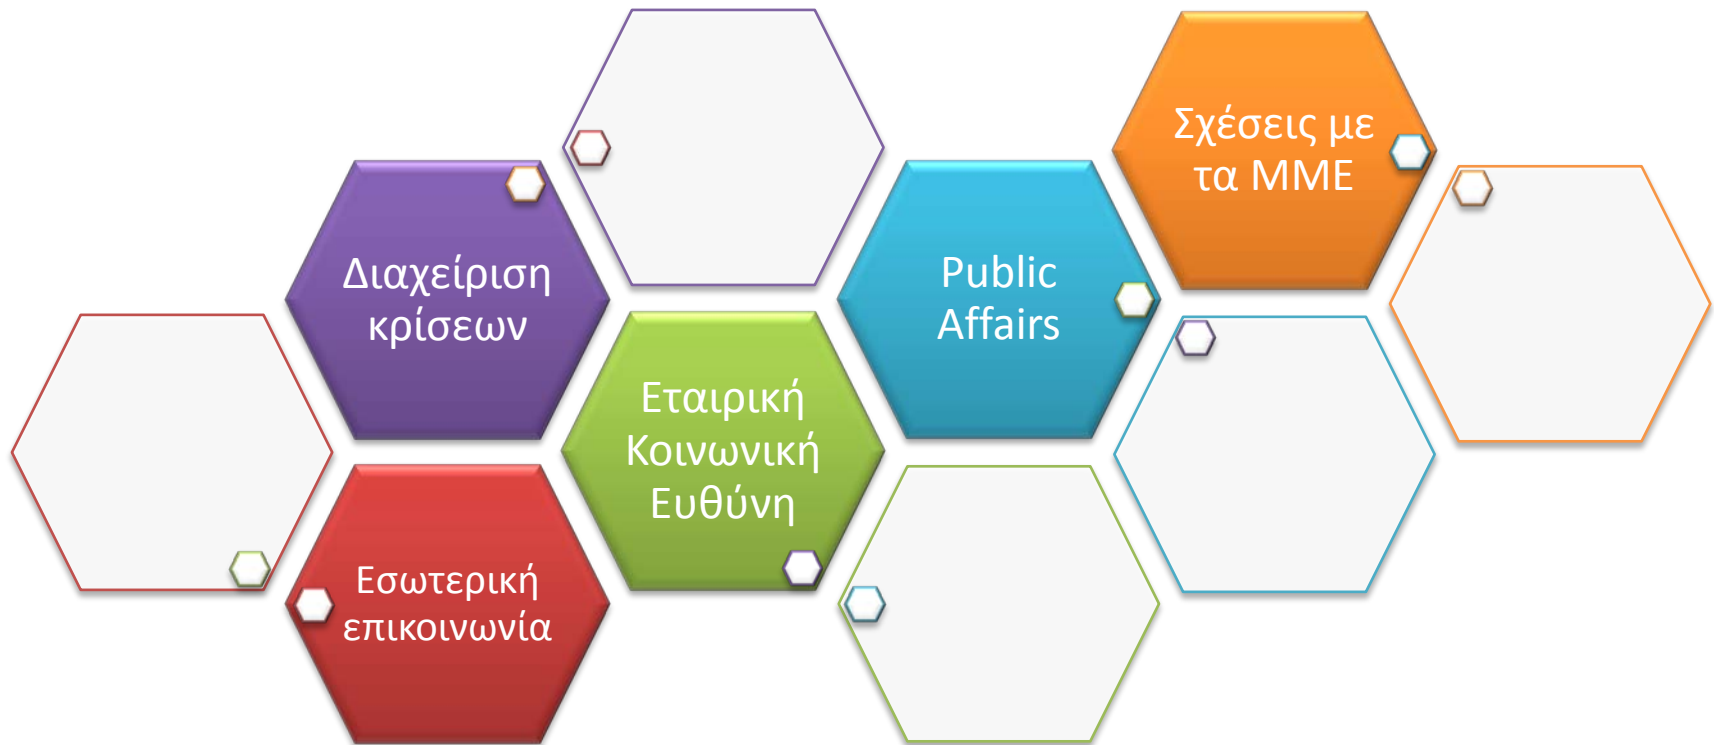 Σχέσεις με
τα ΜΜΕ
Διαχείριση
κρίσεων
Public
Affairs
Εταιρική
Κοινωνική
Ευθύνη
Εσωτερική
επικοινωνία